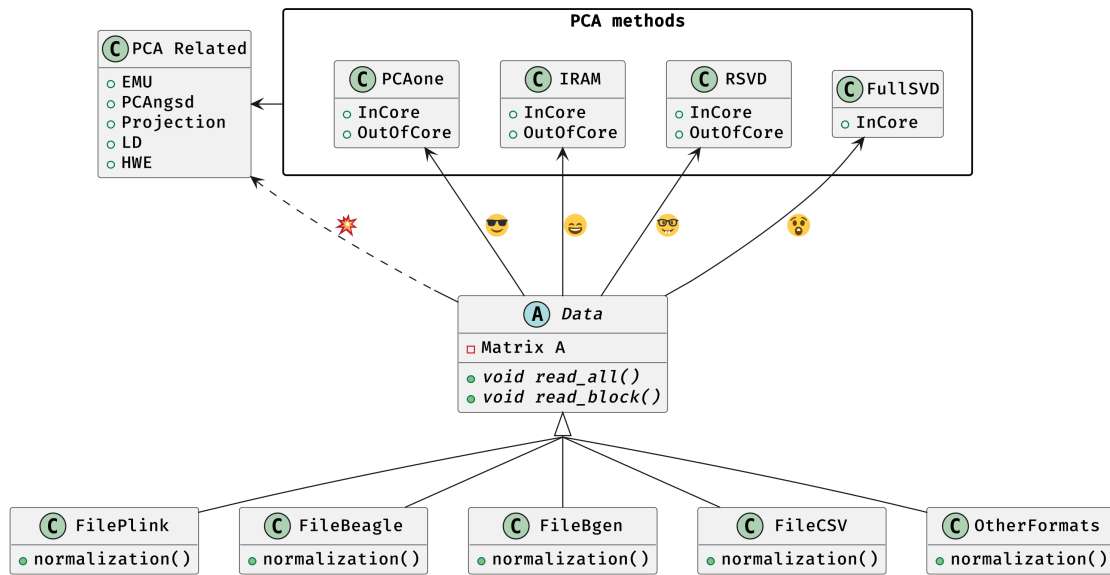 PCA methods
C PCA Related
EMU
PCAngsd
Projection
LD
HWE
C PCAone
InCore
OutOfCore
C IRAM
InCore
OutOfCore
C RSVD
InCore
OutOfCore
C FullSVD
InCore
A Data
Matrix A
void read_all()
void read_block()
C FilePlink
normalization()
C FileBeagle
normalization()
C FileBgen
normalization()
C FileCSV
normalization()
C OtherFormats
normalization()